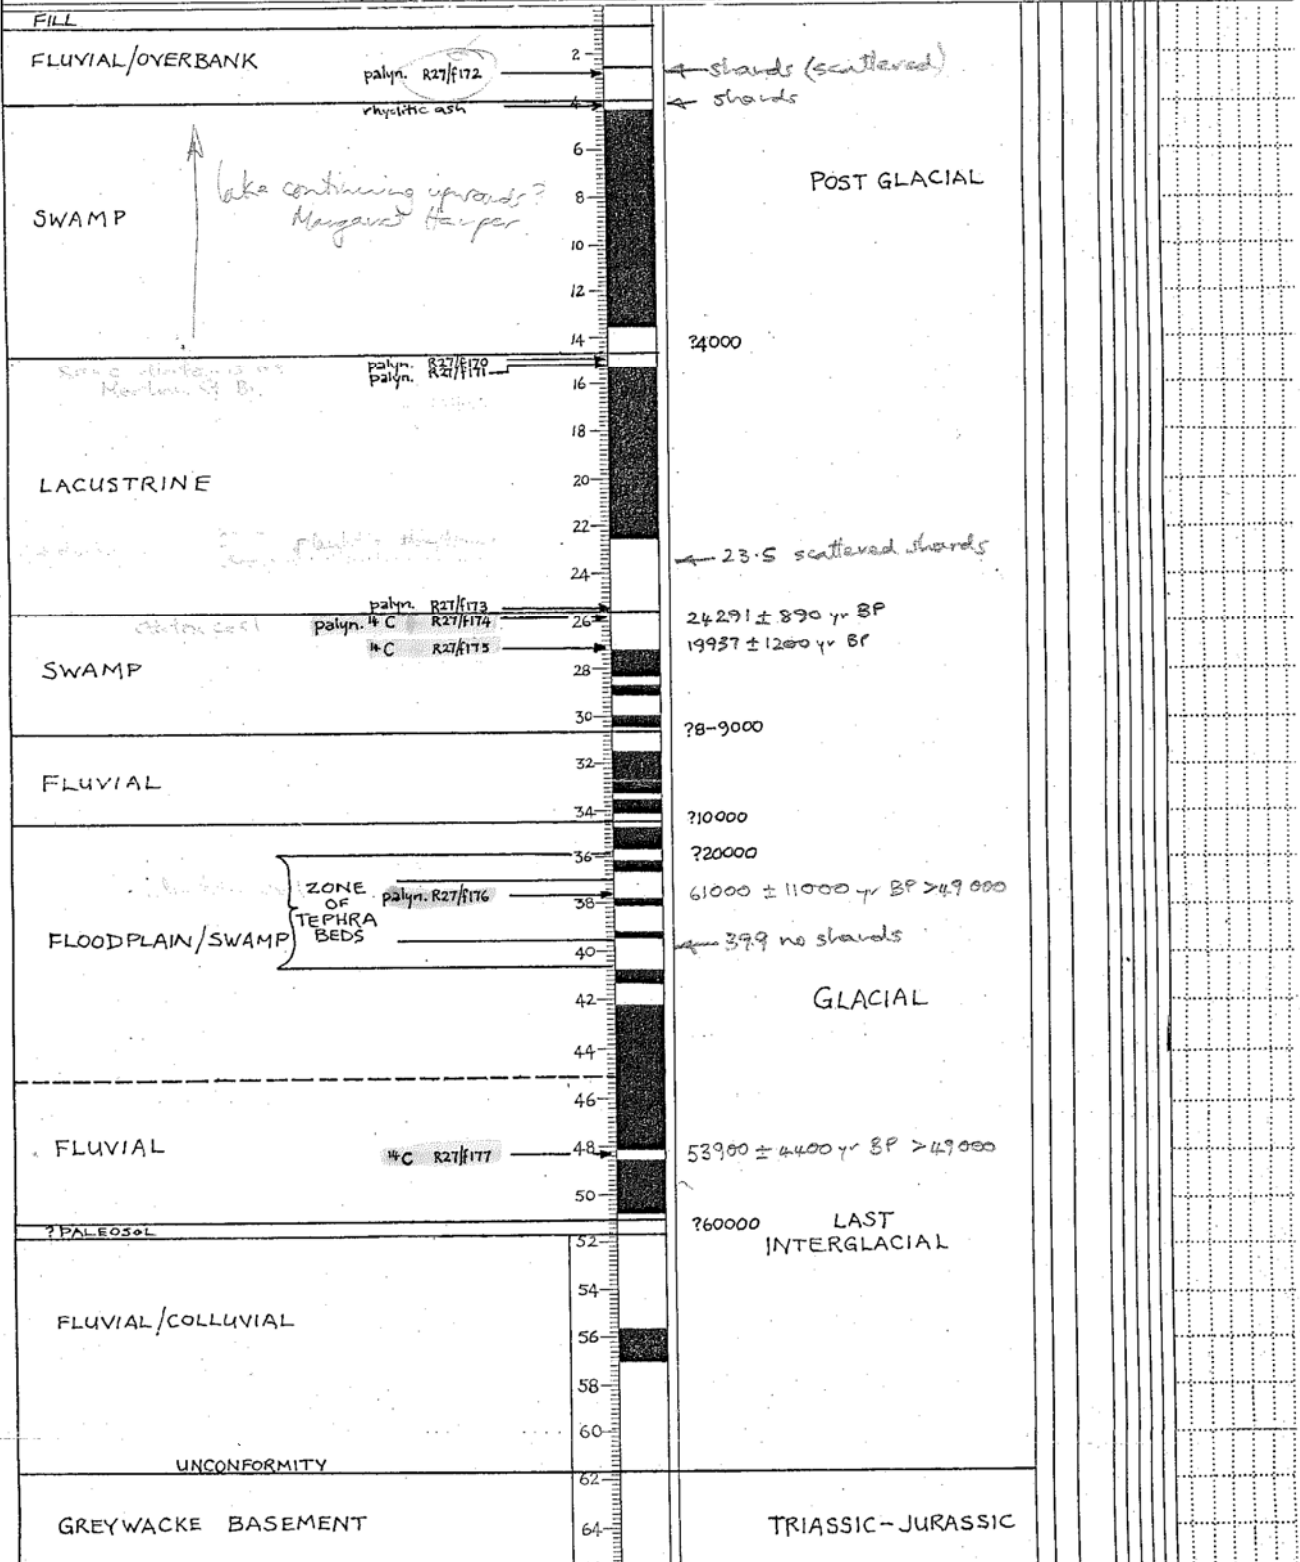 FILL
FLUVIAL/OVERBANK
2
palyn. R27/f172
shards (scattered)
4
rhyolitic ash
shards
6
POST GLACIAL
lake continuing upwards?
Margaret Harper
8
SWAMP
10
12
14
?4000
palyn. R27/f170
palyn. R27/f171
16
18
LACUSTRINE
20
22
23.5 scattered shards
24
palyn. R27/f173
24291 ± 890 yr BP
palyn. 14C R27/f174
26
19937 ± 1200 yr BP
14C R27/f175
SWAMP
28
30
?8-9000
32
FLUVIAL
34
?10000
36
?20000
ZONE
OF
TEPHRA
BEDS
palyn. R27/f176
61000 ± 11000 yr BP >49000
38
FLOODPLAIN/SWAMP
39.9 no shards
40
42
GLACIAL
44
46
FLUVIAL
48
14C R27/f177
53900 ± 4400 yr BP >49000
50
?PALEOSOL
?60000
LAST
INTERGLACIAL
52
54
FLUVIAL/COLLUVIAL
56
58
60
UNCONFORMITY
62
GREYWACKE BASEMENT
64
TRIASSIC-JURASSIC